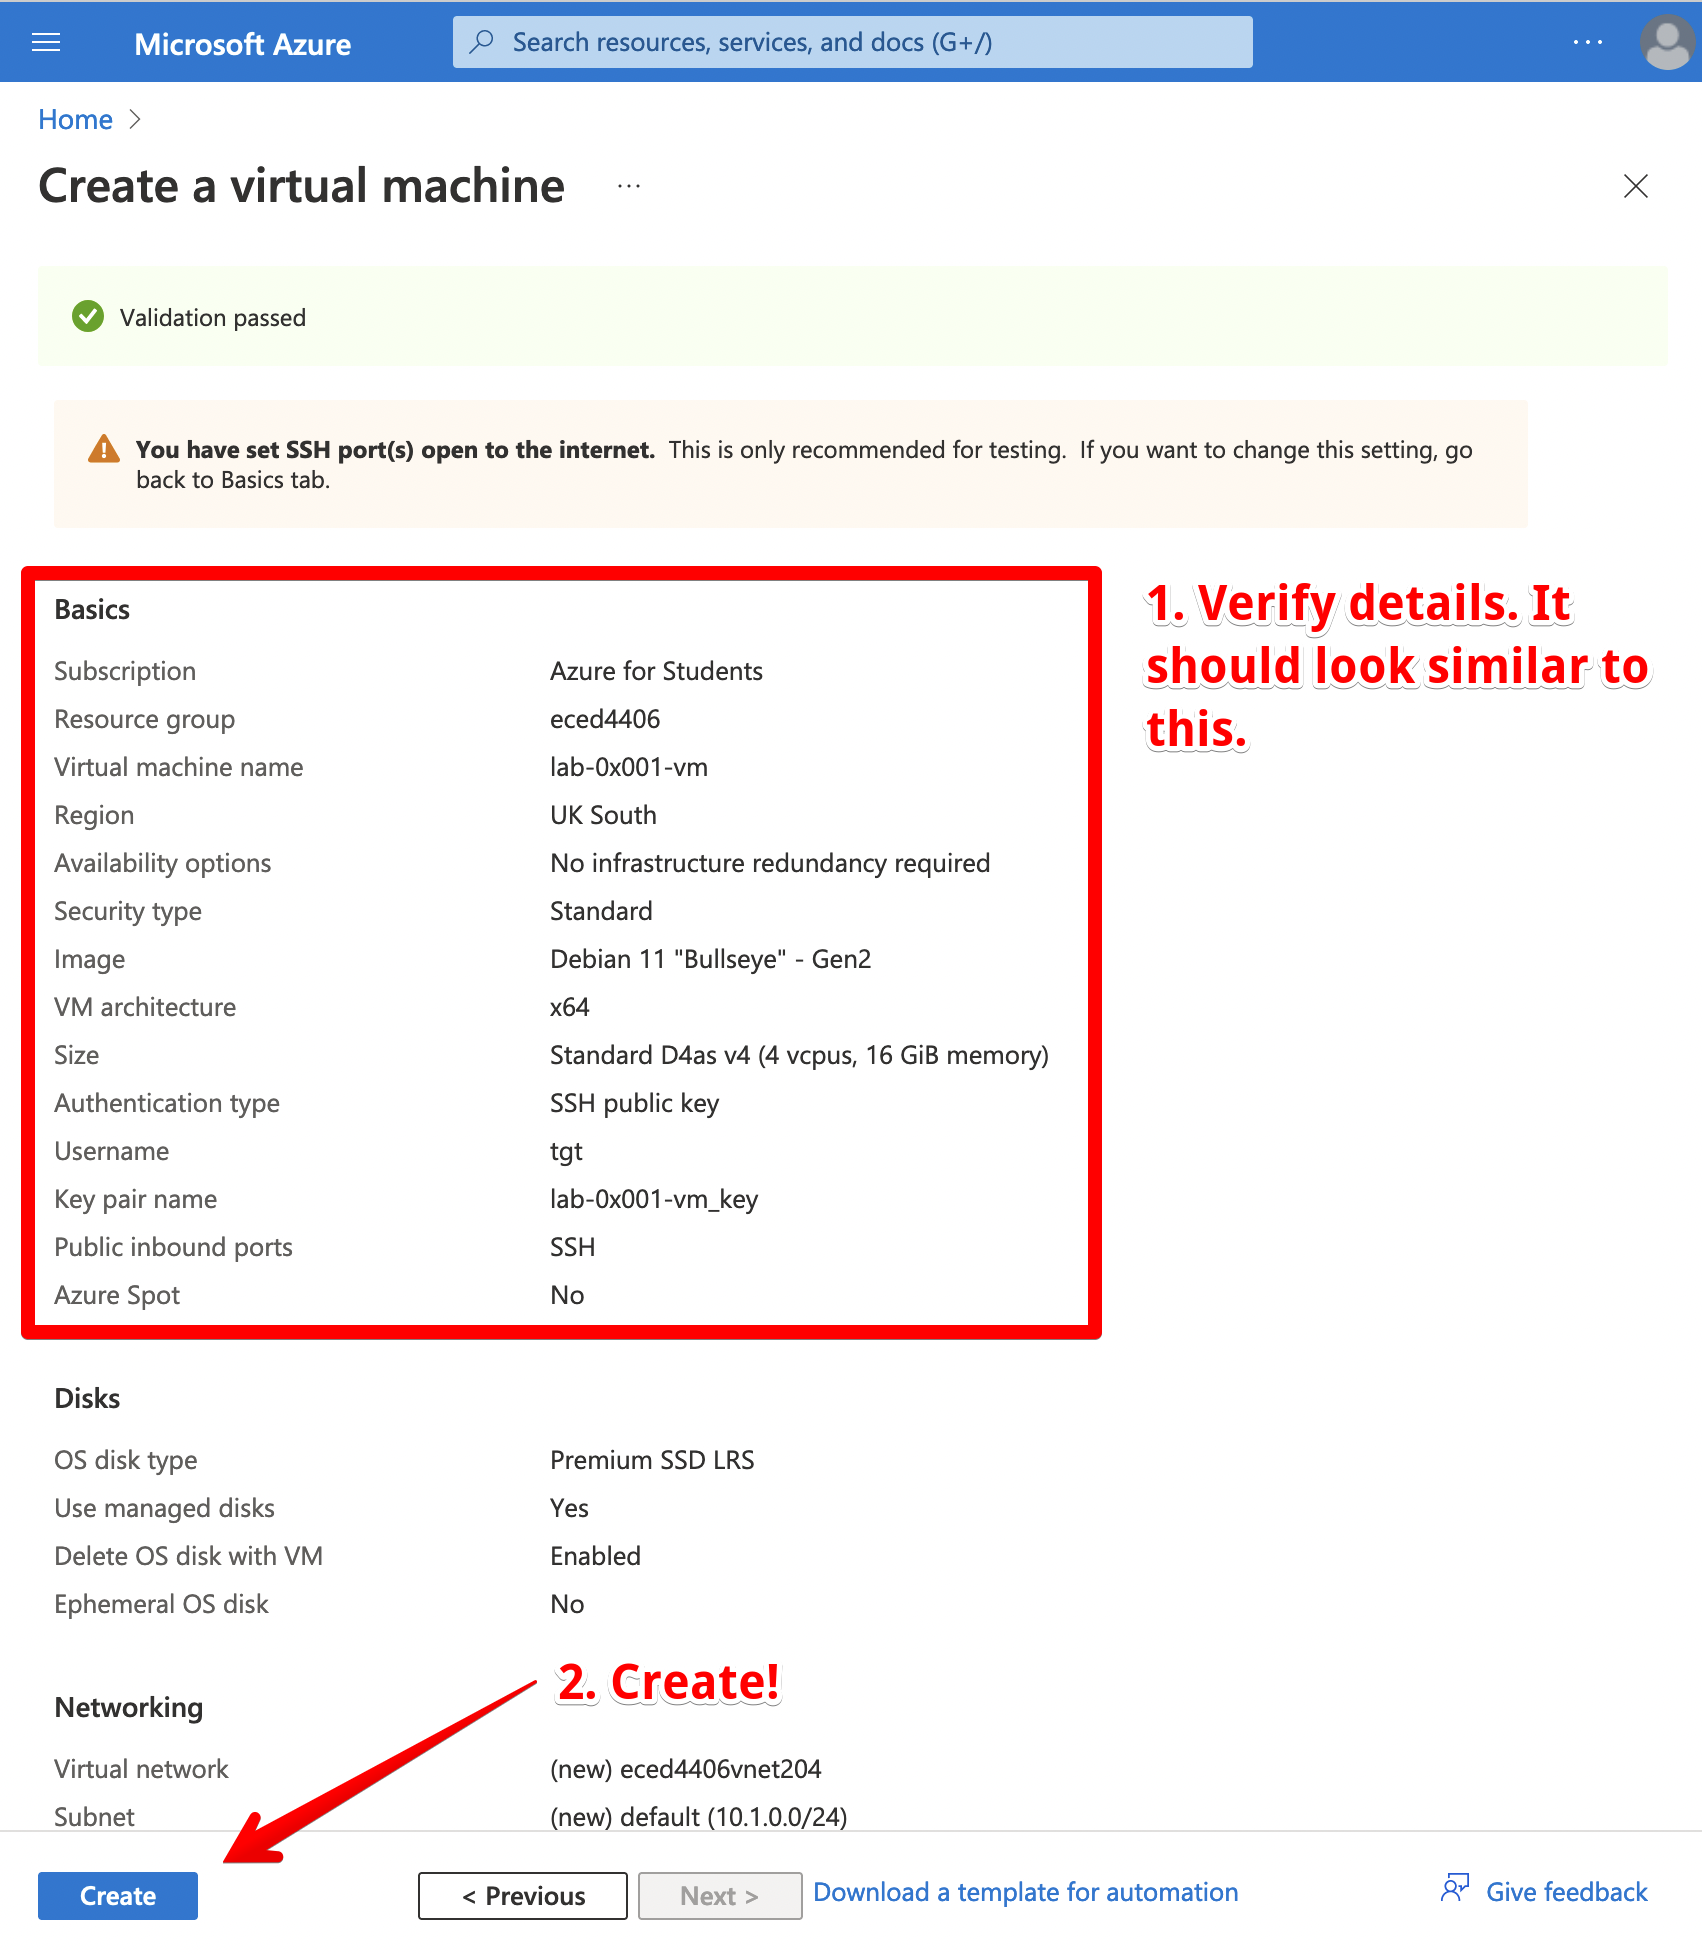 Microsoft Azure
Search resources, services, and docs (G+/)
Home
Create a virtual machine
Validation passed
You have set SSH port(s) open to the internet. This is only recommended for testing. If you want to change this setting, go
back to Basics tab.
1. Verify details. It
should look similar to
this.
Basics
Subscription Azure for Students
Resource group eced4406
Virtual machine name lab-0x001-vm
Region UK South
Availability options No infrastructure redundancy required
Security type Standard
Image Debian 11 "Bullseye" - Gen2
VM architecture x64
Size Standard D4as v4 (4 vcpus, 16 GiB memory)
Authentication type SSH public key
Username tgt
Key pair name lab-0x001-vm_key
Public inbound ports SSH
Azure Spot No
Disks
OS disk type Premium SSD LRS
Use managed disks Yes
Delete OS disk with VM Enabled
Ephemeral OS disk No
2. Create!
Networking
Virtual network (new) eced4406vnet204
Subnet (new) default (10.1.0.0/24)
Create < Previous Next > Download a template for automation Give feedback